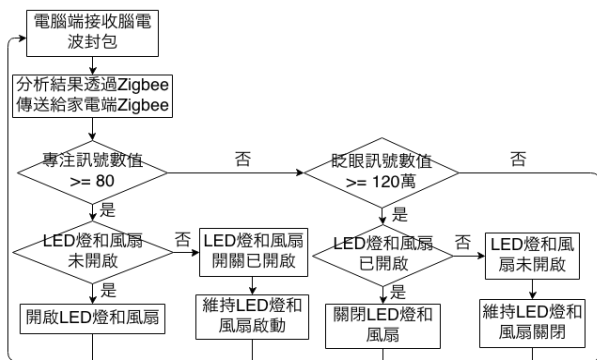 電腦端接收腦電
波封包
分析結果透過Zigbee
傳送給家電端Zigbee
專注訊號數值
>= 80
否
眨眼訊號數值
>= 120萬
否
是
是
LED燈和風扇
未開啟
否
LED燈和風扇
開關已開啟
LED燈和風扇
已開啟
否
LED燈和風
扇未開啟
是
是
開啟LED燈和風扇
維持LED燈和
風扇啟動
關閉LED燈和
風扇
維持LED燈和
風扇關閉